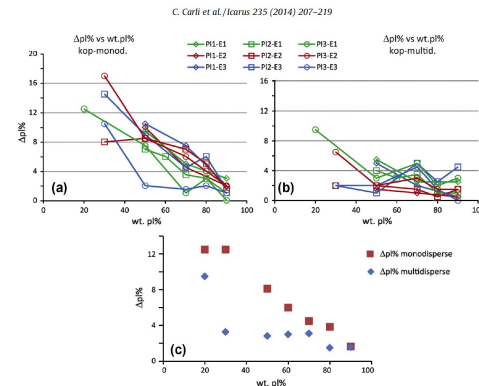 C. Carli et al./Icarus 235 (2014) 207–219
Δpl% vs wt.%
kop-monod.
Pl1-E1 Pl2-E1 Pl3-E1
Pl1-E2 Pl2-E2 Pl3-E2
Pl1-E3 Pl2-E3 Pl3-E3
Δpl% vs wt.%
kop-multid.
20
16
12
8
4
0
Δpl%
(a)
0 20 40 60 80 100
wt. pl%
16
12
8
4
0
(b)
0 20 40 60 80 100
wt. pl%
12
8
4
0
Δpl%
(c)
Δpl% monodisperse
Δpl% multidisperse
0 20 40 60 80 100
wt. pl%